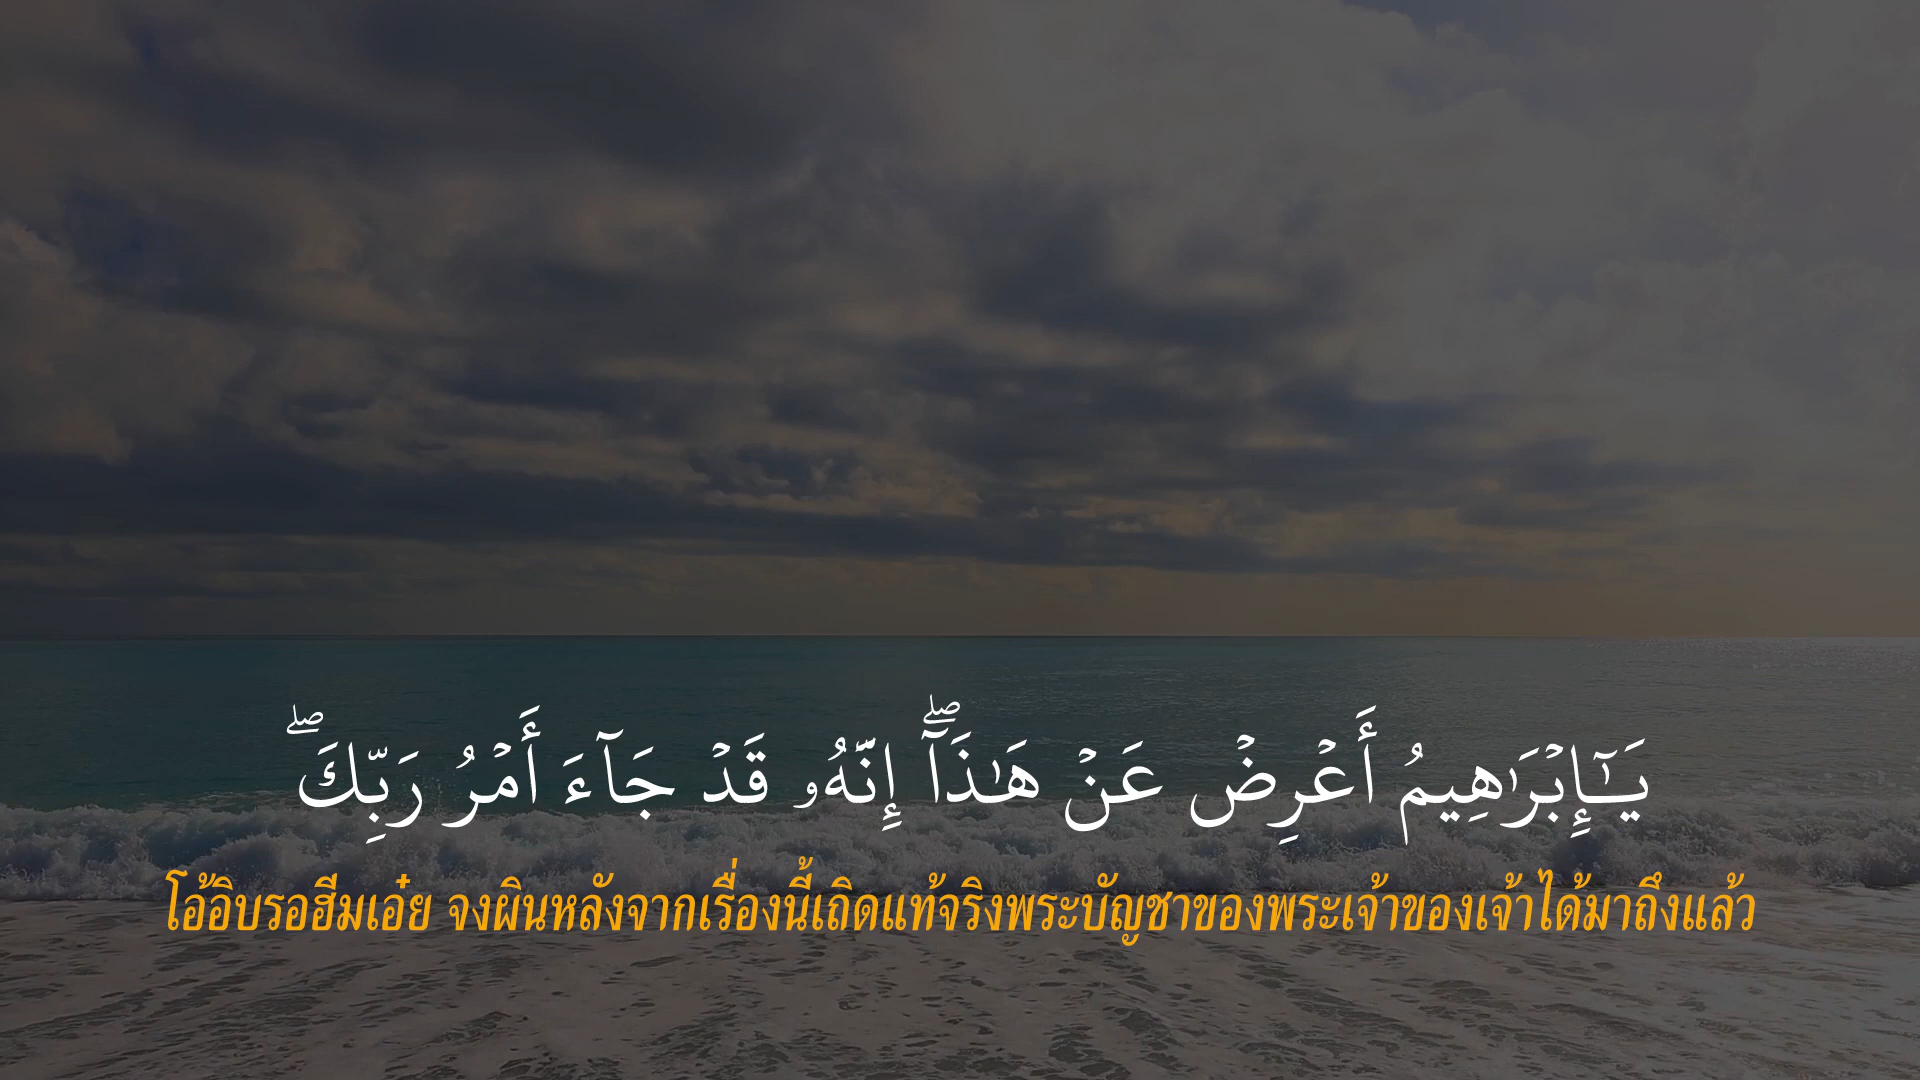 يَـٰٓإِبْرَٰهِيمُ أَعْرِضْ عَنْ هَـٰذَآ ۖ إِنَّهُۥ قَدْ جَآءَ أَمْرُ رَبِّكَ ۖ
โอ้อิบรอฮีมเอ๋ย จงผินหลังจากเรื่องนี้เถิดแท้จริงพระบัญชาของพระเจ้าของเจ้าได้มาถึงแล้ว